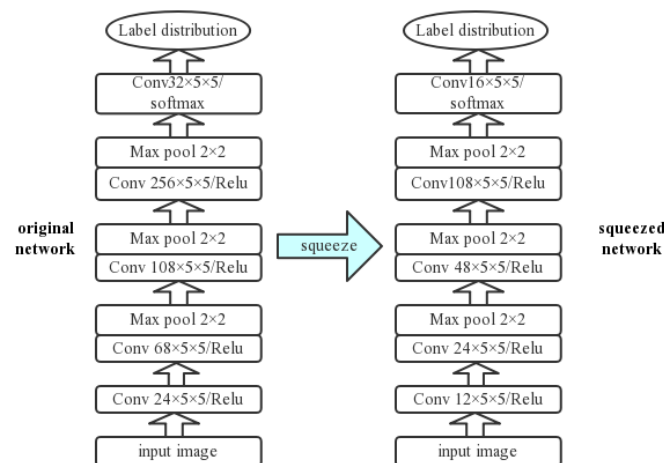 Label distribution
Conv32×5×5/
softmax
Max pool 2×2
Conv 256×5×5/Relu
Max pool 2×2
Conv 108×5×5/Relu
Max pool 2×2
Conv 68×5×5/Relu
Conv 24×5×5/Relu
input image
original
network
squeeze
Label distribution
Conv16×5×5/
softmax
Max pool 2×2
Conv108×5×5/Relu
Max pool 2×2
Conv 48×5×5/Relu
Max pool 2×2
Conv 24×5×5/Relu
Conv 12×5×5/Relu
input image
squeezed
network